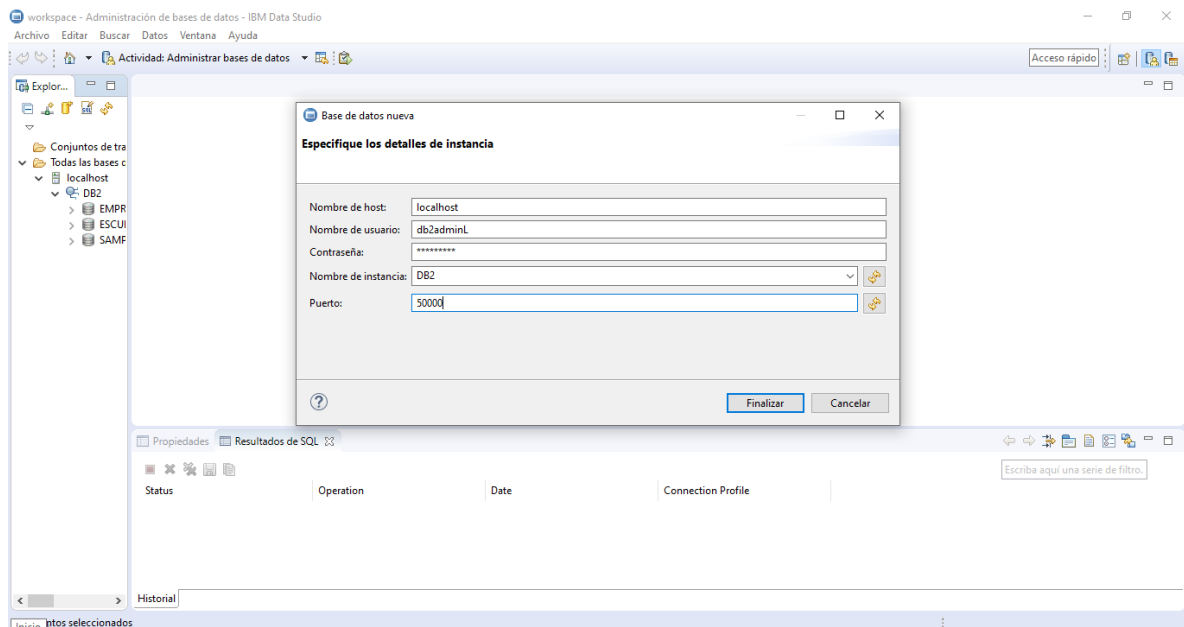 workspace - Administración de bases de datos - IBM Data Studio
Archivo Editar Buscar Datos Ventana Ayuda
Actividad: Administrar bases de datos
Acceso rápido
Explor...
Conjuntos de tra
Todas las bases c
localhost
DB2
EMPR
ESCUI
SAMP
Base de datos nueva
Especifique los detalles de instancia
Nombre de host: localhost
Nombre de usuario: db2adminL
Contraseña: *********
Nombre de instancia: DB2
Puerto: 50000
Finalizar Cancelar
Propiedades Resultados de SQL
Escriba aquí una serie de filtro.
Status Operation Date Connection Profile
Historial
Inicio ntos seleccionados